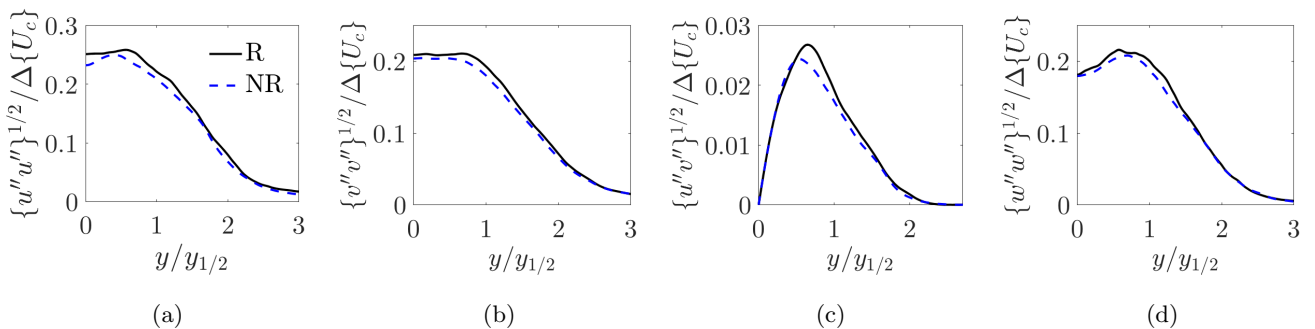 {u''u''}^{1/2}/Δ{U_c}
0.3
0.2
0.1
0
R
NR
0 1 2 3
y/y_{1/2}
(a)
{v''v''}^{1/2}/Δ{U_c}
0.2
0.1
0
0 1 2 3
y/y_{1/2}
(b)
{u''v''}^{1/2}/Δ{U_c}
0.03
0.02
0.01
0
0 1 2
y/y_{1/2}
(c)
{w''w''}^{1/2}/Δ{U_c}
0.2
0.1
0
0 1 2 3
y/y_{1/2}
(d)